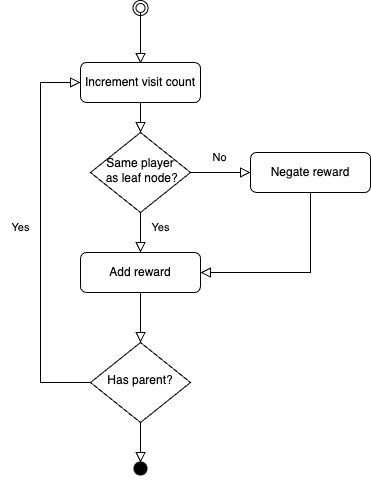 Increment visit count
Same player
as leaf node?
No
Negate reward
Yes
Yes
Add reward
Has parent?